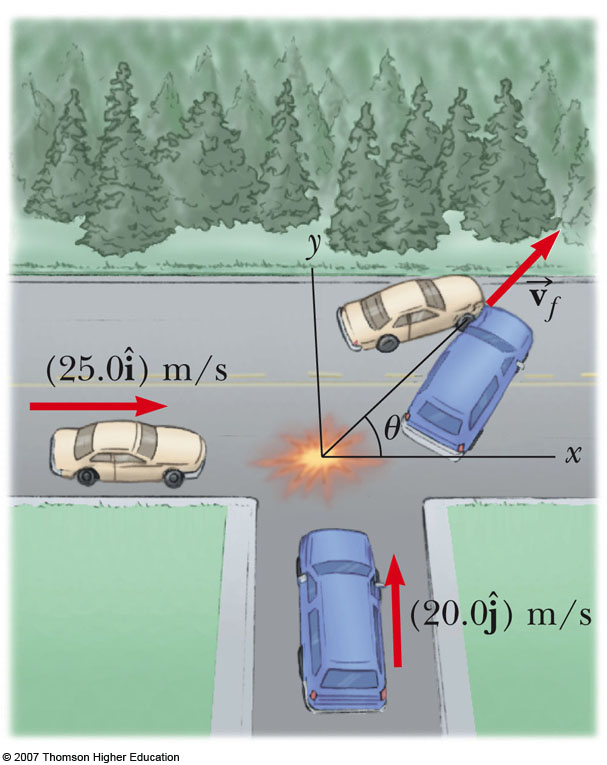 y
v⃗f
(25.0î) m/s
θ
x
(20.0ĵ) m/s
© 2007 Thomson Higher Education